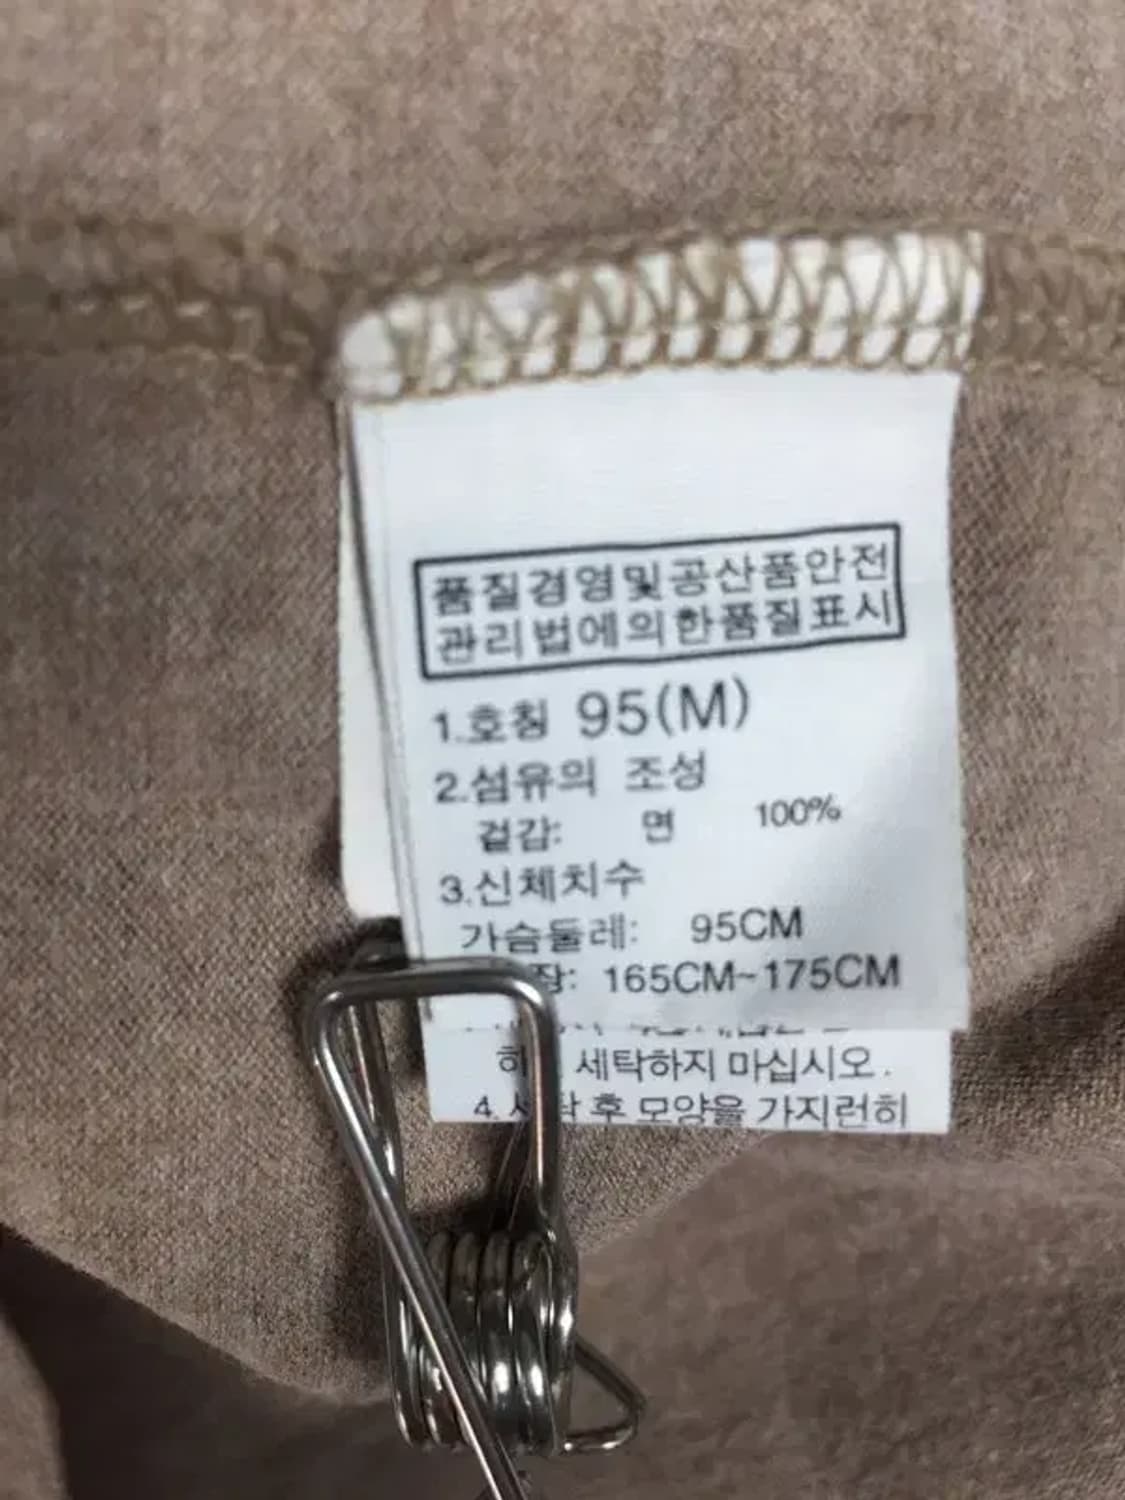 품질경영및공산품안전
관리법에의한품질표시
1.호칭 95(M)
2.섬유의 조성
겉감: 면 100%
3.신체치수
가슴둘레: 95CM
장: 165CM~175CM
세탁하지 마십시오.
4. 후 모양을 가지런히